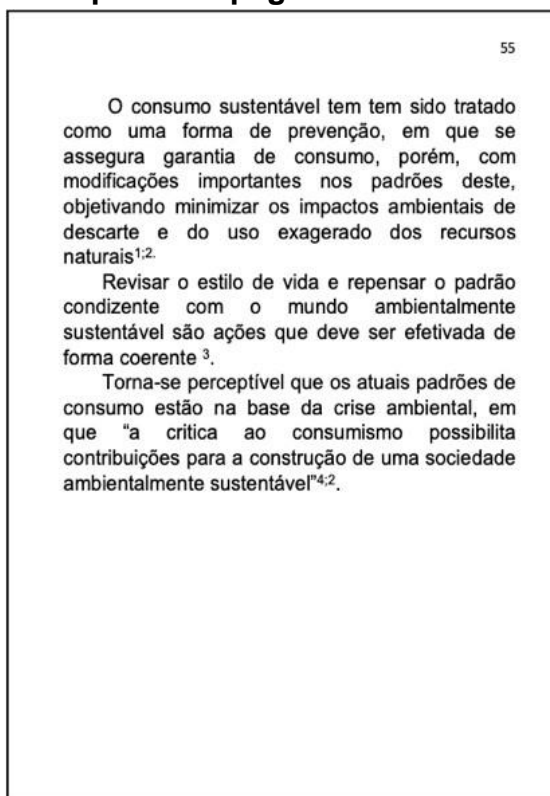 55
O consumo sustentável tem tem sido tratado
como uma forma de prevenção, em que se
assegura garantia de consumo, porém, com
modificações importantes nos padrões deste,
objetivando minimizar os impactos ambientais de
descarte e do uso exagerado dos recursos
naturais¹;²·
Revisar o estilo de vida e repensar o padrão
condizente com o mundo ambientalmente
sustentável são ações que deve ser efetivada de
forma coerente ³.
Torna-se perceptível que os atuais padrões de
consumo estão na base da crise ambiental, em
que “a critica ao consumismo possibilita
contribuições para a construção de uma sociedade
ambientalmente sustentável”⁴;².